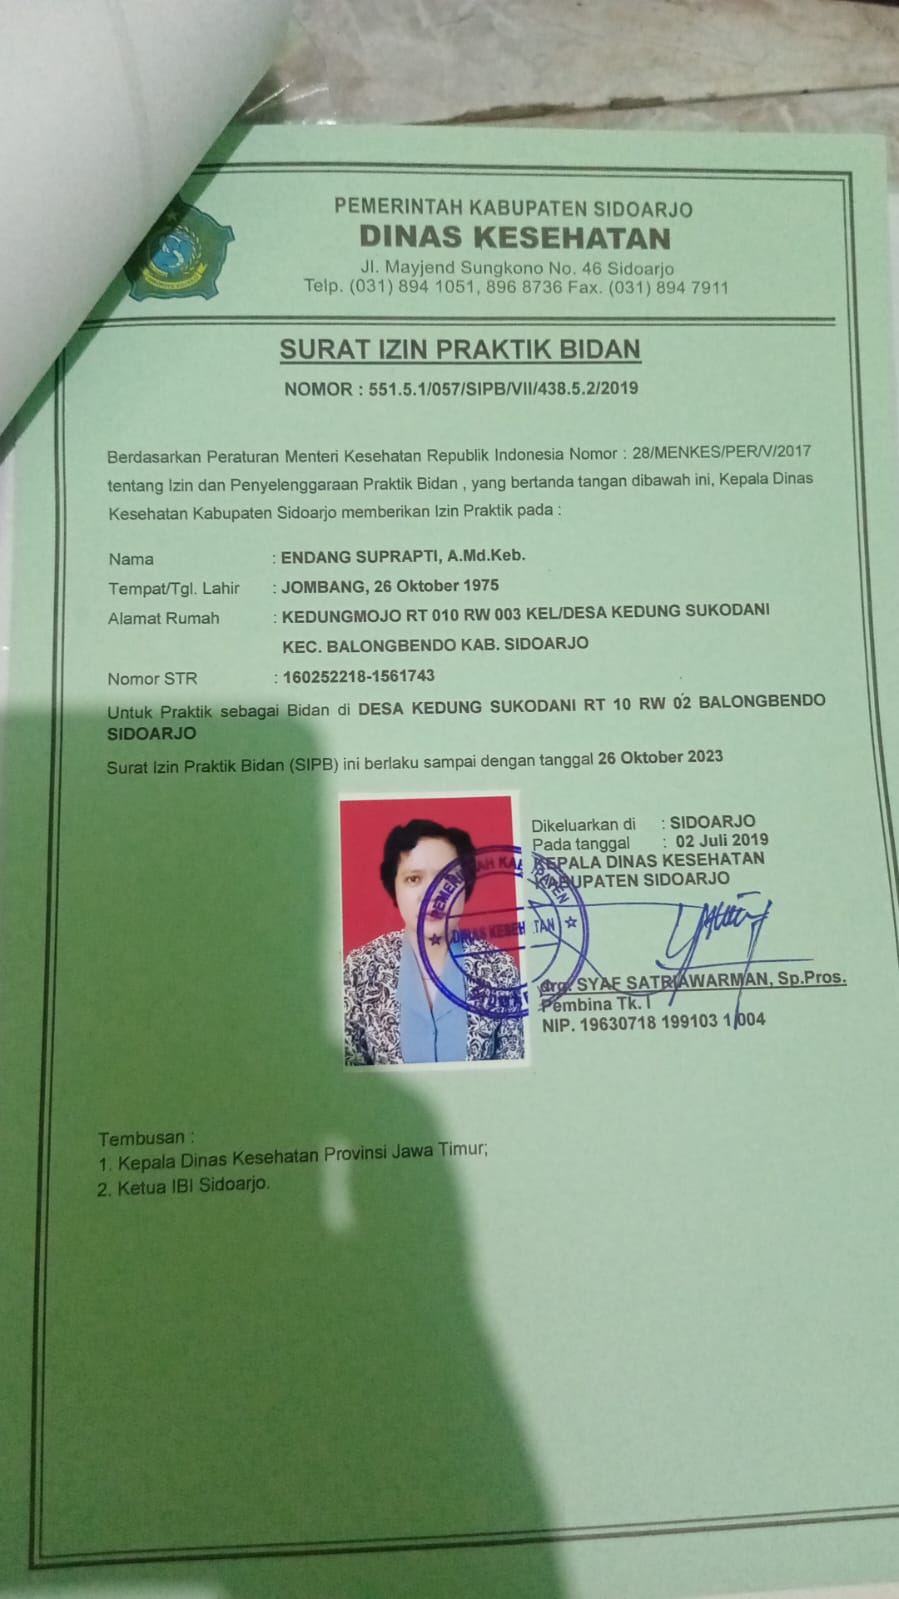 PEMERINTAH KABUPATEN SIDOARJO
DINAS KESEHATAN
Jl. Mayjend Sungkono No. 46 Sidoarjo
Telp. (031) 894 1051, 896 8736 Fax. (031) 894 7911
SURAT IZIN PRAKTIK BIDAN
NOMOR : 551.5.1/057/SIPB/VII/438.5.2/2019
Berdasarkan Peraturan Menteri Kesehatan Republik Indonesia Nomor : 28/MENKES/PER/V/2017
tentang Izin dan Penyelenggaraan Praktik Bidan , yang bertanda tangan dibawah ini, Kepala Dinas
Kesehatan Kabupaten Sidoarjo memberikan Izin Praktik pada :
Nama : ENDANG SUPRAPTI, A.Md.Keb.
Tempat/Tgl. Lahir : JOMBANG, 26 Oktober 1975
Alamat Rumah : KEDUNGMOJO RT 010 RW 003 KEL/DESA KEDUNG SUKODANI
KEC. BALONGBENDO KAB. SIDOARJO
Nomor STR : 160252218-1561743
Untuk Praktik sebagai Bidan di DESA KEDUNG SUKODANI RT 10 RW 02 BALONGBENDO
SIDOARJO
Surat Izin Praktik Bidan (SIPB) ini berlaku sampai dengan tanggal 26 Oktober 2023
Dikeluarkan di : SIDOARJO
Pada tanggal : 02 Juli 2019
KEPALA DINAS KESEHATAN
KABUPATEN SIDOARJO
drg. SYAF SATRIAWARMAN, Sp.Pros.
Pembina Tk.1
NIP. 19630718 199103 1 004
Tembusan :
1. Kepala Dinas Kesehatan Provinsi Jawa Timur;
2. Ketua IBI Sidoarjo.